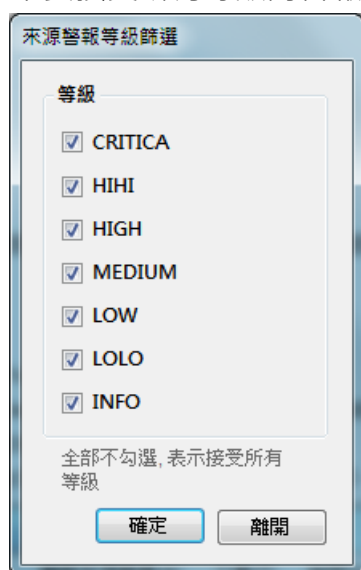 來源警報等級篩選
等級
CRITICA
HIHI
HIGH
MEDIUM
LOW
LOLO
INFO
全部不勾選, 表示接受所有
等級
確定
離開